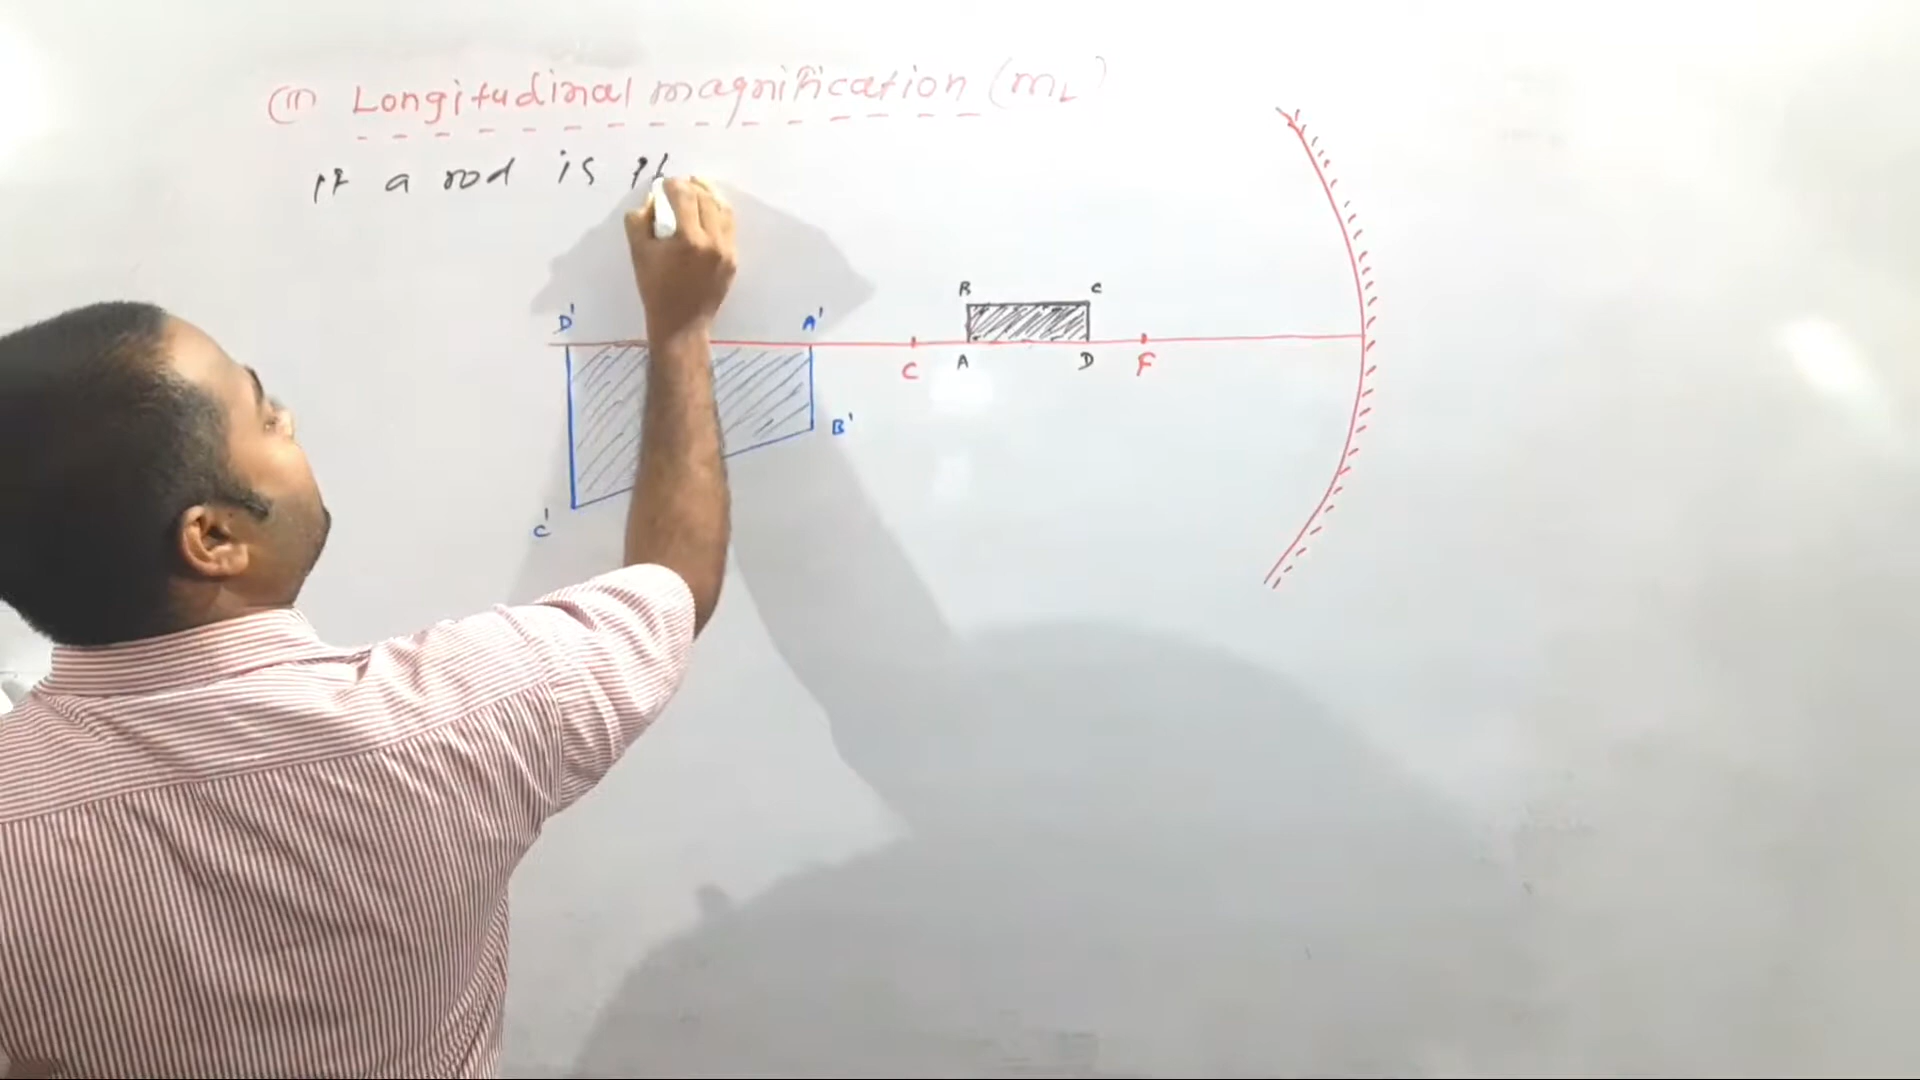 (II) Longitudinal magnification (mL)
If a rod is
D' A' B C
C A D F
B'
C'